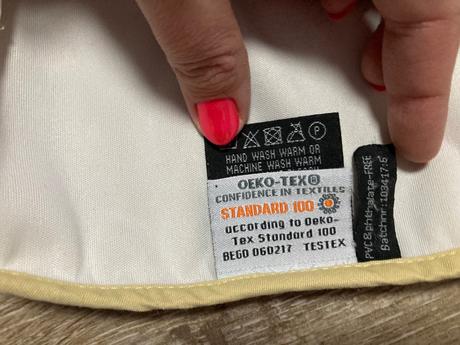 P
HAND WASH WARM OR
MACHINE WASH WARM
OEKO-TEX®
CONFIDENCE IN TEXTILES
STANDARD 100
according to Oeko-
Tex Standard 100
BE60 060217 TESTEX
PVC&phthalate-FREE
Batchnr:103417:6